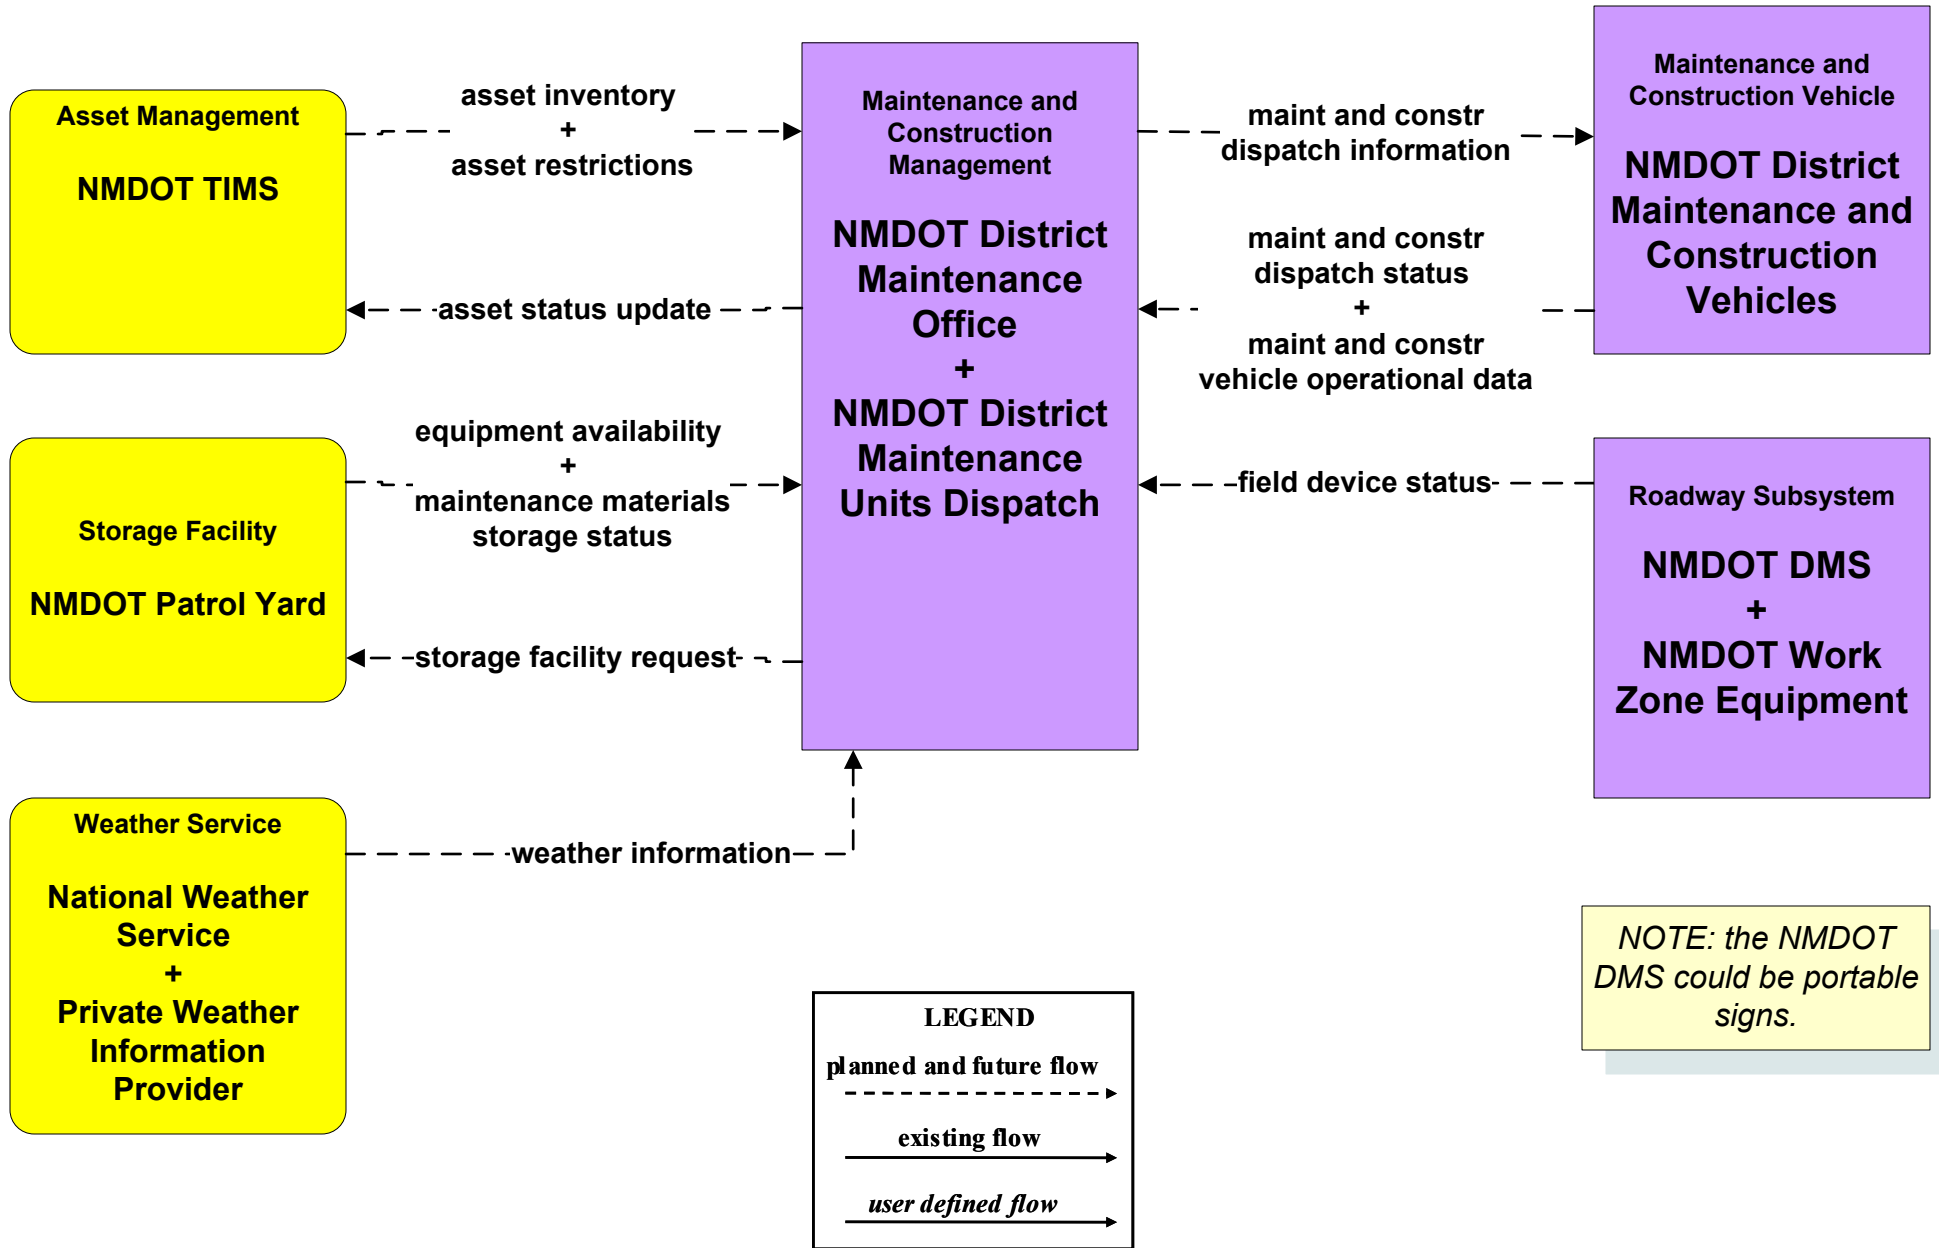 Asset Management
NMDOT TIMS
asset inventory
+
asset restrictions
asset status update
Storage Facility
NMDOT Patrol Yard
equipment availability
+
maintenance materials
storage status
storage facility request
Weather Service
National Weather
Service
+
Private Weather
Information
Provider
weather information
Maintenance and
Construction
Management
NMDOT District
Maintenance
Office
+
NMDOT District
Maintenance
Units Dispatch
maint and constr
dispatch information
maint and constr
dispatch status
+
maint and constr
vehicle operational data
field device status
Maintenance and
Construction Vehicle
NMDOT District
Maintenance and
Construction
Vehicles
Roadway Subsystem
NMDOT DMS
+
NMDOT Work
Zone Equipment
NOTE: the NMDOT
DMS could be portable
signs.
LEGEND
planned and future flow
existing flow
user defined flow